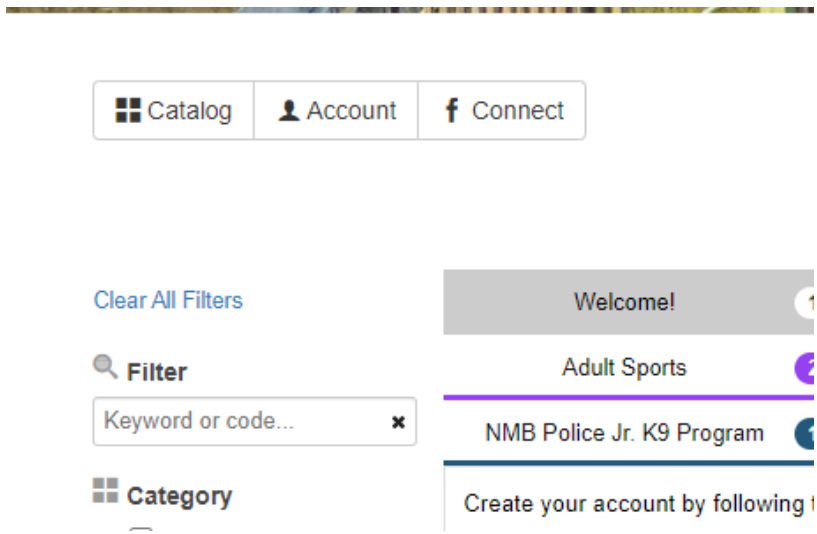 Catalog
Account
Connect
Clear All Filters
Filter
Keyword or code...
Category
Welcome!
Adult Sports
NMB Police Jr. K9 Program
Create your account by following